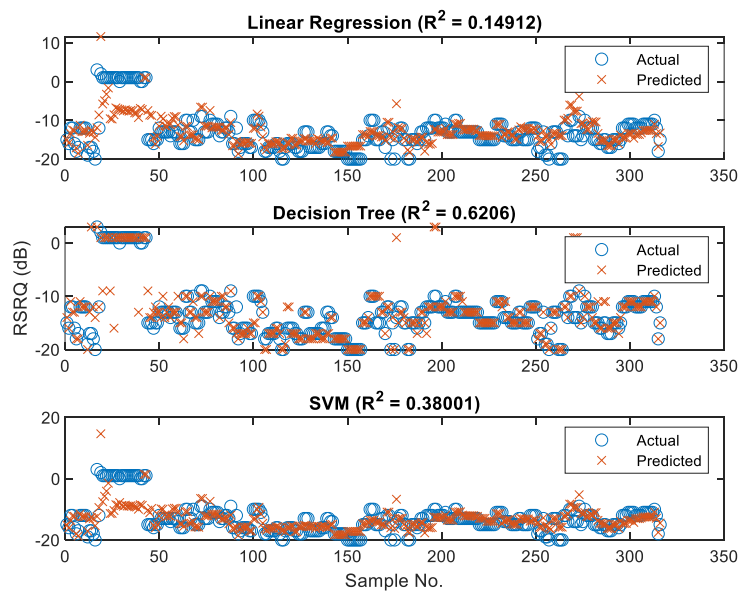 Linear Regression (R² = 0.14912)
10
0
-10
-20
Actual
Predicted
0 50 100 150 200 250 300 350
Decision Tree (R² = 0.6206)
RSRQ (dB)
0
-10
-20
Actual
Predicted
0 50 100 150 200 250 300 350
SVM (R² = 0.38001)
20
0
-20
Actual
Predicted
0 50 100 150 200 250 300 350
Sample No.